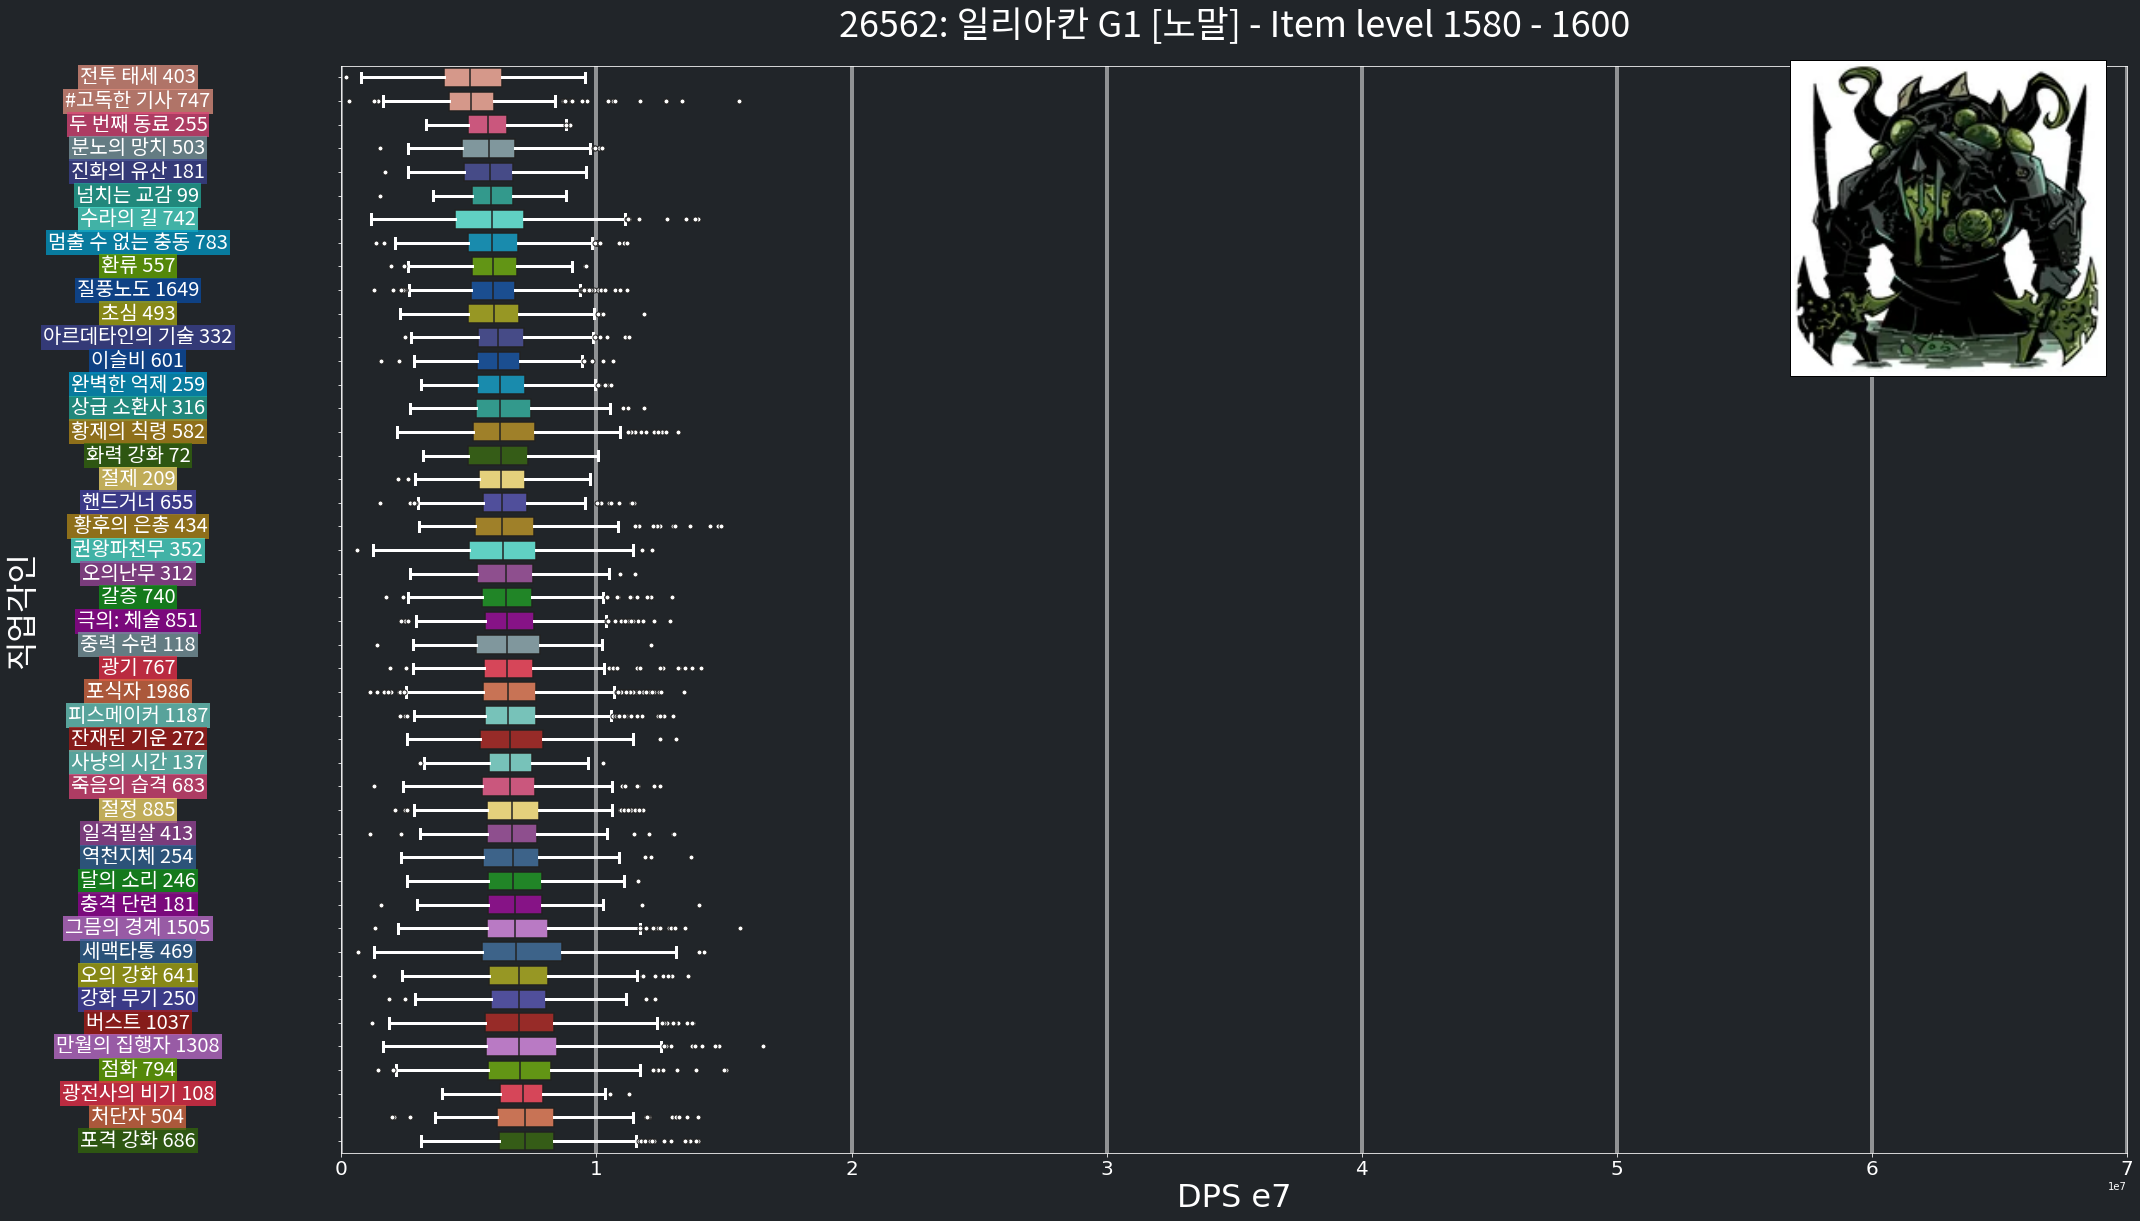 26562: 일리아칸 G1 [노말] - Item level 1580 - 1600
직업각인
전투 태세 403
#고독한 기사 747
두 번째 동료 255
분노의 망치 503
진화의 유산 181
넘치는 교감 99
수라의 길 742
멈출 수 없는 충동 783
환류 557
질풍노도 1649
초심 493
아르데타인의 기술 332
이슬비 601
완벽한 억제 259
상급 소환사 316
황제의 칙령 582
화력 강화 72
절제 209
핸드거너 655
황후의 은총 434
권왕파천무 352
오의난무 312
갈증 740
극의: 체술 851
중력 수련 118
광기 767
포식자 1986
피스메이커 1187
잔재된 기운 272
사냥의 시간 137
죽음의 습격 683
절정 885
일격필살 413
역천지체 254
달의 소리 246
충격 단련 181
그믐의 경계 1505
세맥타통 469
오의 강화 641
강화 무기 250
버스트 1037
만월의 집행자 1308
점화 794
광전사의 비기 108
처단자 504
포격 강화 686
0 1 2 3 4 5 6 7
1e7
DPS e7